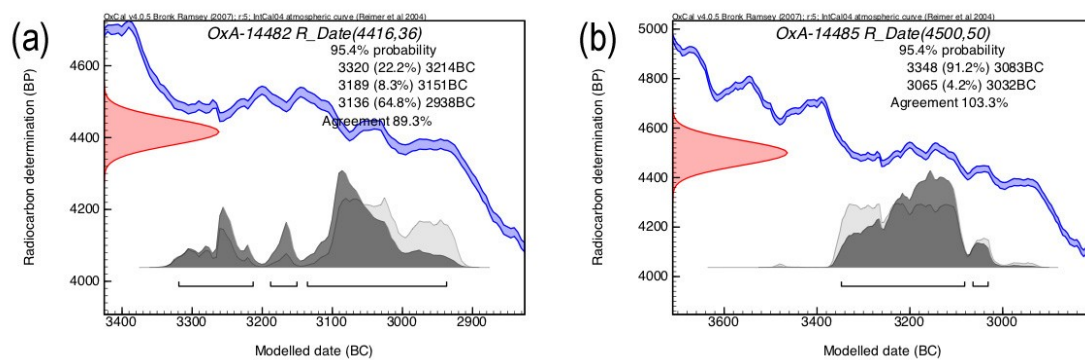 (a)
OxCal v4.0.5 Bronk Ramsey (2007); r:5; IntCal04 atmospheric curve (Reimer et al 2004)
OxA-14482 R_Date(4416,36)
95.4% probability
3320 (22.2%) 3214BC
3189 (8.3%) 3151BC
3136 (64.8%) 2938BC
Agreement 89.3%
Radiocarbon determination (BP)
4600
4400
4200
4000
3400 3300 3200 3100 3000 2900
Modelled date (BC)
(b)
OxCal v4.0.5 Bronk Ramsey (2007); r:5; IntCal04 atmospheric curve (Reimer et al 2004)
OxA-14485 R_Date(4500,50)
95.4% probability
3348 (91.2%) 3083BC
3065 (4.2%) 3032BC
Agreement 103.3%
Radiocarbon determination (BP)
5000
4800
4600
4400
4200
4000
3600 3400 3200 3000
Modelled date (BC)